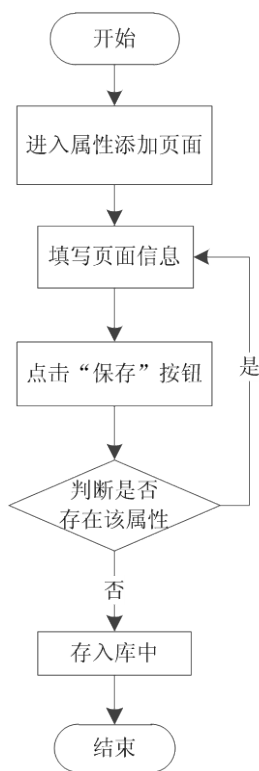 开始
进入属性添加页面
填写页面信息
点击“保存”按钮
是
判断是否
存在该属性
否
存入库中
结束